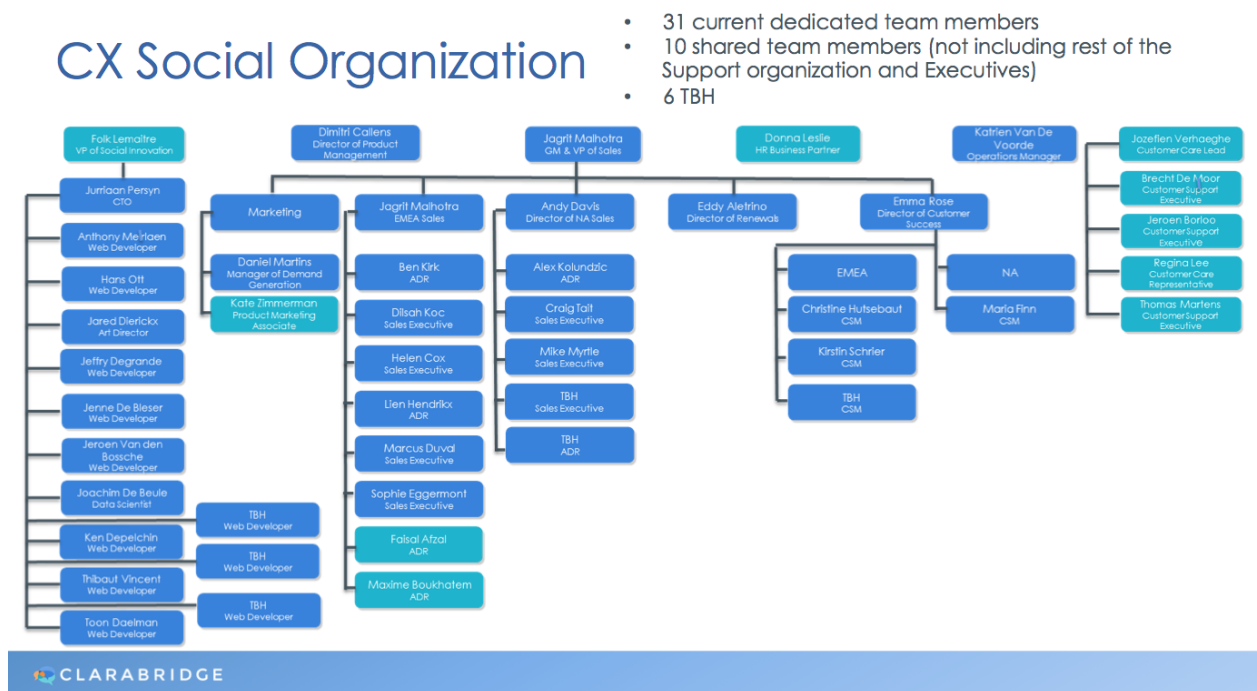 CX Social Organization
• 31 current dedicated team members
• 10 shared team members (not including rest of the
Support organization and Executives)
• 6 TBH
Folk Lemaitre
VP of Social Innovation
Dimitri Callens
Director of Product
Management
Jagrit Malhotra
GM & VP of Sales
Donna Leslie
HR Business Partner
Katrien Van De
Voorde
Operations Manager
Jozefien Verhaeghe
Customer Care Lead
Jurriaan Persyn
CTO
Anthony Merlaen
Web Developer
Hans Ott
Web Developer
Jared Dierickx
Art Director
Jeffry Degrande
Web Developer
Jenne De Bleser
Web Developer
Jeroen Van den
Bossche
Web Developer
Joachim De Beule
Data Scientist
Ken Depelchin
Web Developer
Thibaut Vincent
Web Developer
Toon Daelman
Web Developer
TBH
Web Developer
TBH
Web Developer
TBH
Web Developer
Marketing
Daniel Martins
Manager of Demand
Generation
Kate Zimmerman
Product Marketing
Associate
Jagrit Malhotra
EMEA Sales
Ben Kirk
ADR
Dilsah Koc
Sales Executive
Helen Cox
Sales Executive
Lien Hendrikx
ADR
Marcus Duval
Sales Executive
Sophie Eggermont
Sales Executive
Faisal Afzal
ADR
Maxime Boukhatem
ADR
Andy Davis
Director of NA Sales
Alex Kolundzic
ADR
Craig Tait
Sales Executive
Mike Myrtle
Sales Executive
TBH
Sales Executive
TBH
ADR
Eddy Aletrino
Director of Renewals
Emma Rose
Director of Customer
Success
EMEA
Christine Hutsebaut
CSM
Kirstin Schrier
CSM
TBH
CSM
NA
Maria Finn
CSM
Brecht De Moor
Customer Support
Executive
Jeroen Borloo
Customer Support
Executive
Regina Lee
Customer Care
Representative
Thomas Martens
Customer Support
Executive
CLARABRIDGE